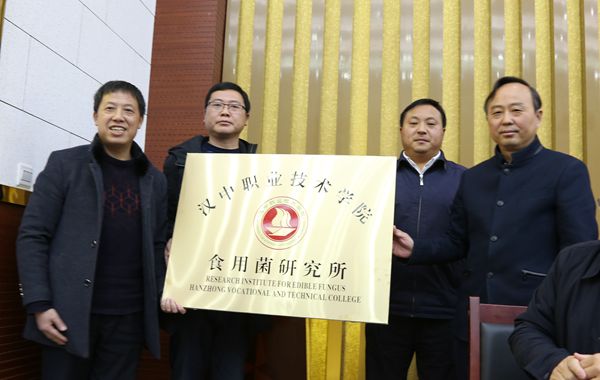 汉中职业技术学院
食用菌研究所
RESEARCH INSTITUTE FOR EDIBLE FUNGUS
HANZHONG VOCATIONAL AND TECHNICAL COLLEGE